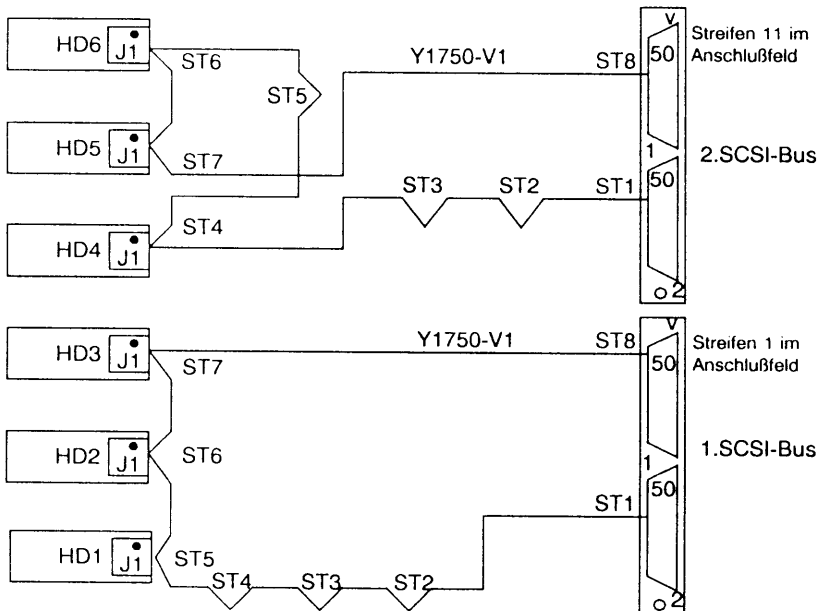 v
Streifen 11 im
Anschlußfeld
HD6 J1
ST6
Y1750-V1
ST8
50
ST5
HD5 J1
ST7
1
2.SCSI-Bus
ST3
ST2
ST1
50
ST4
HD4 J1
2
v
Streifen 1 im
Anschlußfeld
HD3 J1
ST7
Y1750-V1
ST8
50
HD2 J1
ST6
1
1.SCSI-Bus
50
ST1
HD1 J1
ST5
ST4
ST3
ST2
2